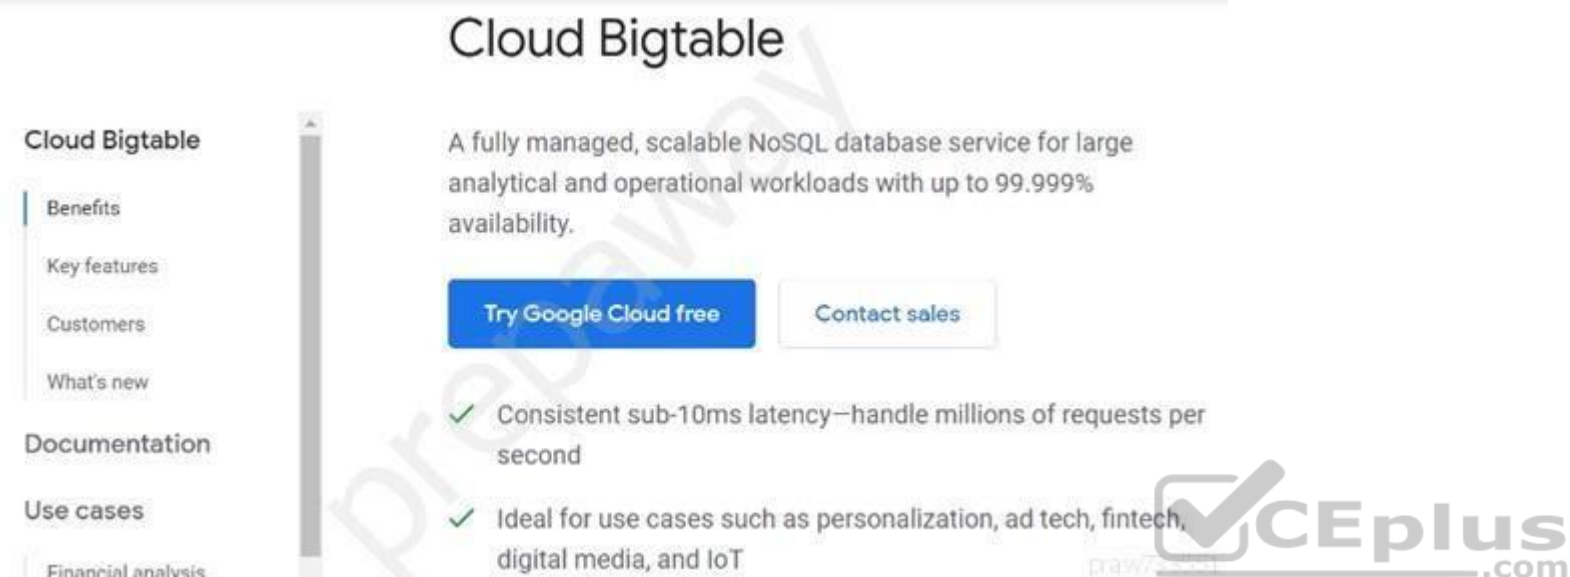 Cloud Bigtable
Cloud Bigtable
Benefits
Key features
Customers
What's new
Documentation
Use cases
Financial analysis
A fully managed, scalable NoSQL database service for large
analytical and operational workloads with up to 99.999%
availability.
Try Google Cloud free
Contact sales
Consistent sub-10ms latency—handle millions of requests per
second
Ideal for use cases such as personalization, ad tech, fintech,
digital media, and IoT
prepaway
CEplus
.com